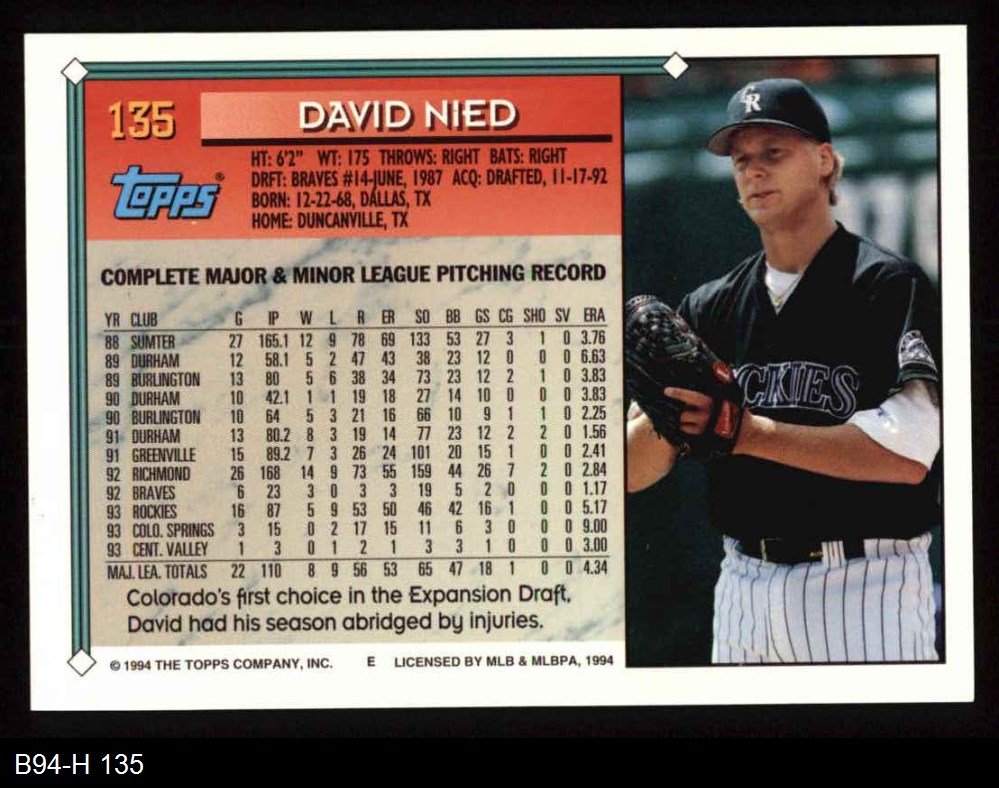 135 DAVID NIED
Topps®
HT: 6'2" WT: 175 THROWS: RIGHT BATS: RIGHT
DRFT: BRAVES #14-JUNE, 1987 ACQ: DRAFTED, 11-17-92
BORN: 12-22-68, DALLAS, TX
HOME: DUNCANVILLE, TX
COMPLETE MAJOR & MINOR LEAGUE PITCHING RECORD
YR CLUB G IP W L R ER SO BB GS CG SHO SV ERA
88 SUMTER 27 165.1 12 9 78 69 133 53 27 3 1 0 3.76
89 DURHAM 12 58.1 5 2 47 43 38 23 12 0 0 0 6.63
89 BURLINGTON 13 80 5 6 38 34 73 23 12 2 1 0 3.83
90 DURHAM 10 42.1 1 1 19 18 27 14 10 0 0 0 3.83
90 BURLINGTON 10 64 5 3 21 16 66 10 9 1 1 0 2.25
91 DURHAM 13 80.2 8 3 19 14 77 23 12 2 2 0 1.56
91 GREENVILLE 15 89.2 7 3 26 24 101 20 15 1 0 0 2.41
92 RICHMOND 26 168 14 9 73 55 159 44 26 7 2 0 2.84
92 BRAVES 6 23 3 0 3 3 19 5 2 0 0 0 1.17
93 ROCKIES 16 87 5 9 53 50 46 42 16 1 0 0 5.17
93 COLO. SPRINGS 3 15 0 2 17 15 11 6 3 0 0 0 9.00
93 CENT. VALLEY 1 3 0 1 2 1 3 3 1 0 0 0 3.00
MAJ. LEA. TOTALS 22 110 8 9 56 53 65 47 18 1 0 0 4.34
Colorado's first choice in the Expansion Draft,
David had his season abridged by injuries.
© 1994 THE TOPPS COMPANY, INC. E LICENSED BY MLB & MLBPA, 1994
CR
CKIES
B94-H 135